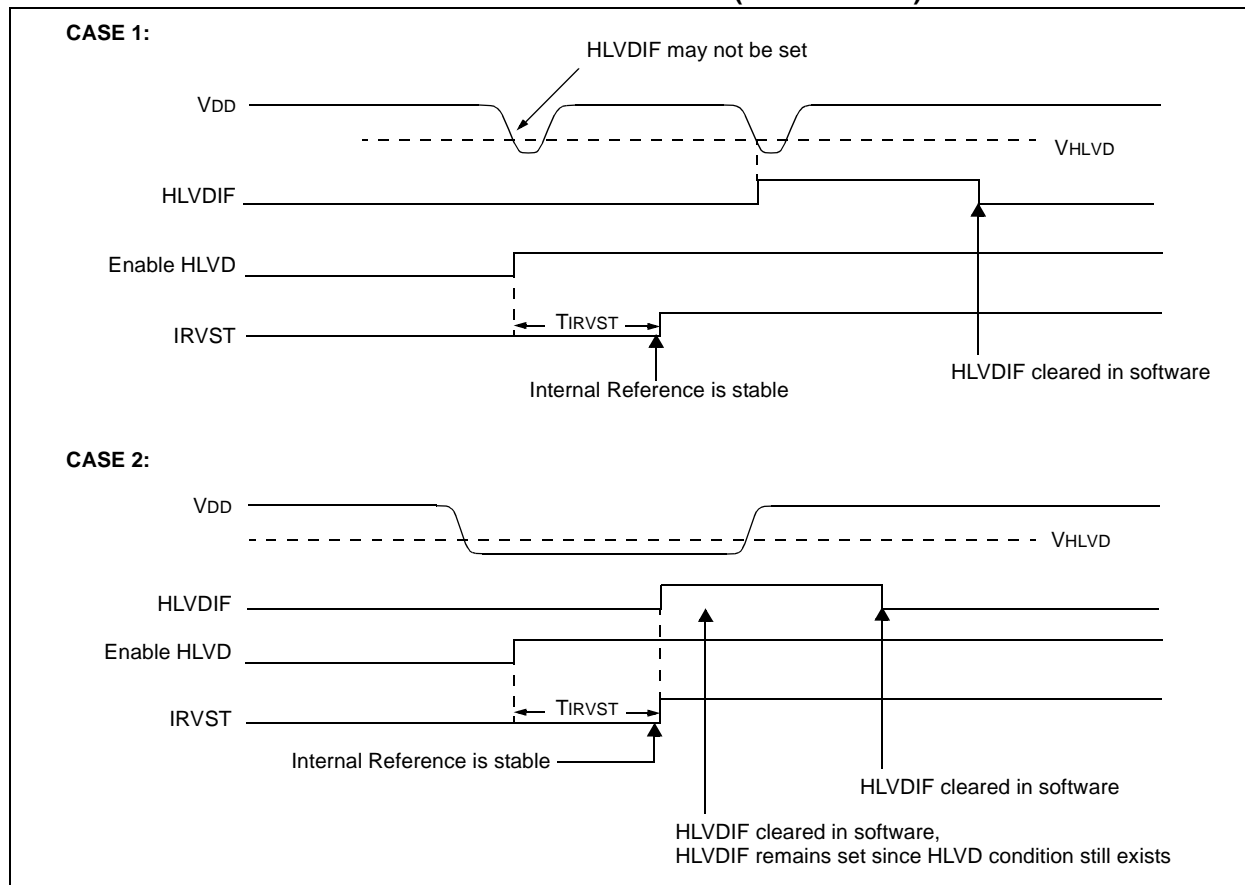 CASE 1:
HLVDIF may not be set
VDD
VHLVD
HLVDIF
Enable HLVD
TIRVST
IRVST
Internal Reference is stable
HLVDIF cleared in software
CASE 2:
VDD
VHLVD
HLVDIF
Enable HLVD
TIRVST
IRVST
Internal Reference is stable
HLVDIF cleared in software
HLVDIF cleared in software,
HLVDIF remains set since HLVD condition still exists